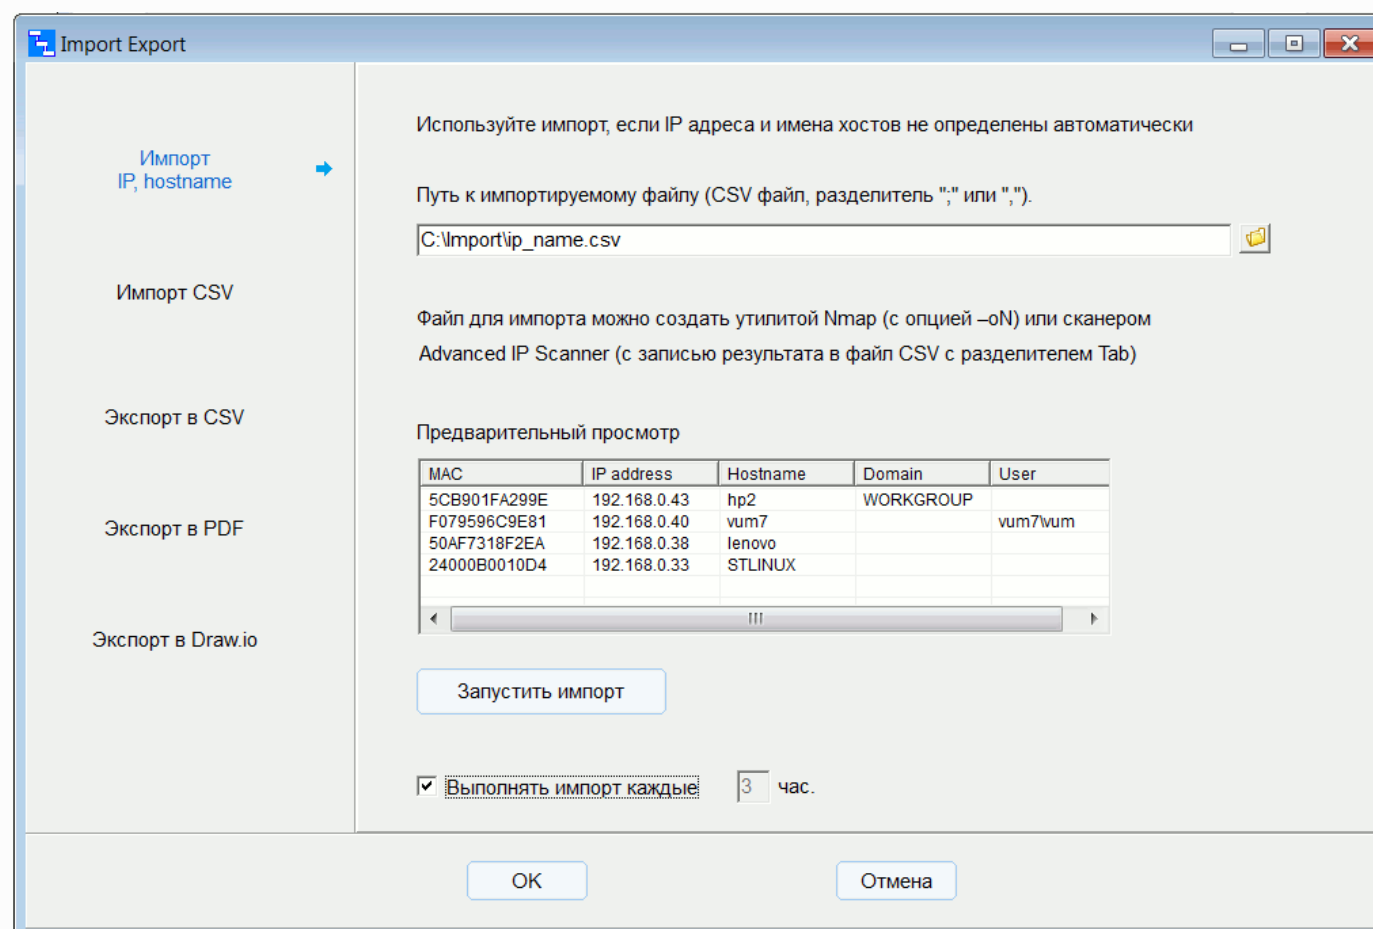 Import Export
Импорт
IP, hostname
Импорт CSV
Экспорт в CSV
Экспорт в PDF
Экспорт в Draw.io
Используйте импорт, если IP адреса и имена хостов не определены автоматически
Путь к импортируемому файлу (CSV файл, разделитель ";" или ",").
C:\Import\ip_name.csv
Файл для импорта можно создать утилитой Nmap (с опцией –oN) или сканером
Advanced IP Scanner (с записью результата в файл CSV с разделителем Tab)
Предварительный просмотр
MAC IP address Hostname Domain User
5CB901FA299E 192.168.0.43 hp2 WORKGROUP
F079596C9E81 192.168.0.40 vum7 vum7\vum
50AF7318F2EA 192.168.0.38 lenovo
24000B0010D4 192.168.0.33 STLINUX
Запустить импорт
Выполнять импорт каждые 3 час.
OK Отмена